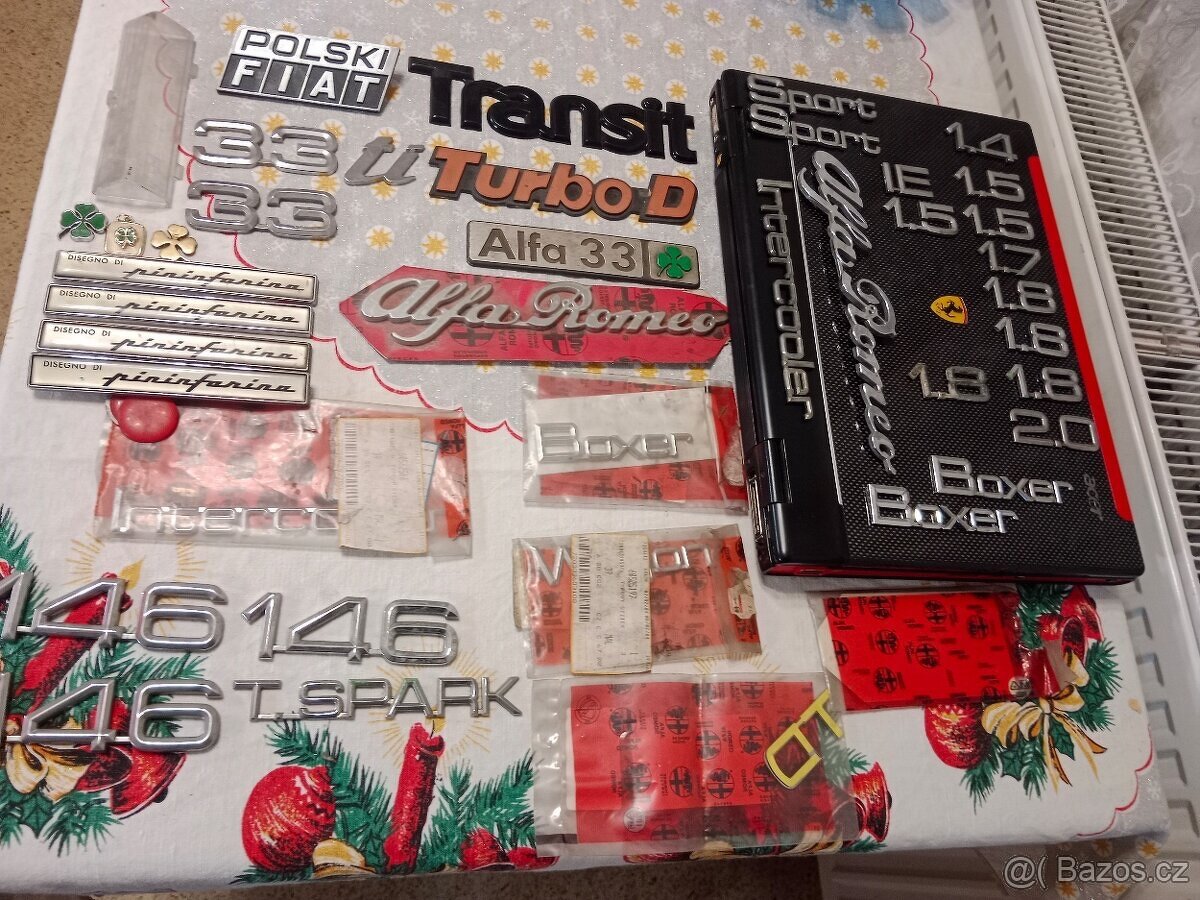 POLSKI
FIAT
Transit
33
ti
Turbo D
33
Alfa 33
DISEGNO DI pininfarina
DISEGNO DI pininfarina
DISEGNO DI pininfarina
DISEGNO DI pininfarina
Alfa Romeo
Boxer
146
146
146
T.SPARK
TD
Sport
Sport
Intercooler
Alfa Romeo
1.4
IE
1.5
1.5
1.5
1.7
1.8
1.8
1.8
1.8
2.0
Boxer
Boxer
acer
@( Bazos.cz